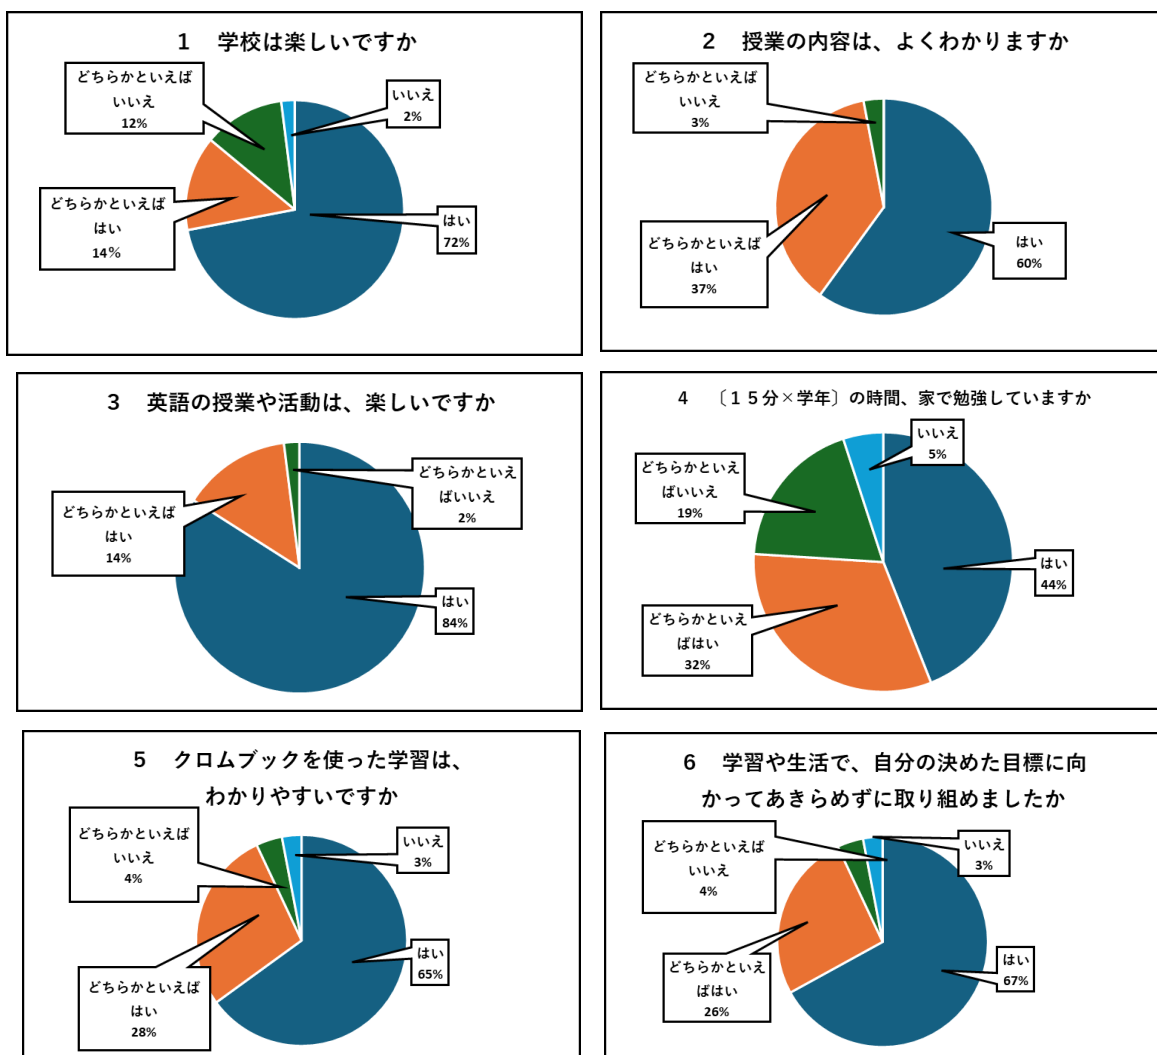 1 学校は楽しいですか
どちらかといえば
いいえ
12%
いいえ
2%
どちらかといえば
はい
14%
はい
72%
2 授業の内容は、よくわかりますか
どちらかといえば
いいえ
3%
どちらかといえば
はい
37%
はい
60%
3 英語の授業や活動は、楽しいですか
どちらかといえば
はい
14%
どちらかといえ
ばいいえ
2%
はい
84%
4 〔15分×学年〕の時間、家で勉強していますか
いいえ
5%
どちらかといえ
ばいいえ
19%
はい
44%
どちらかといえ
ばはい
32%
5 クロムブックを使った学習は、
わかりやすいですか
どちらかといえば
いいえ
4%
いいえ
3%
はい
65%
どちらかといえば
はい
28%
6 学習や生活で、自分の決めた目標に向
かってあきらめずに取り組めましたか
どちらかといえば
いいえ
4%
いいえ
3%
はい
67%
どちらかといえ
ばはい
26%